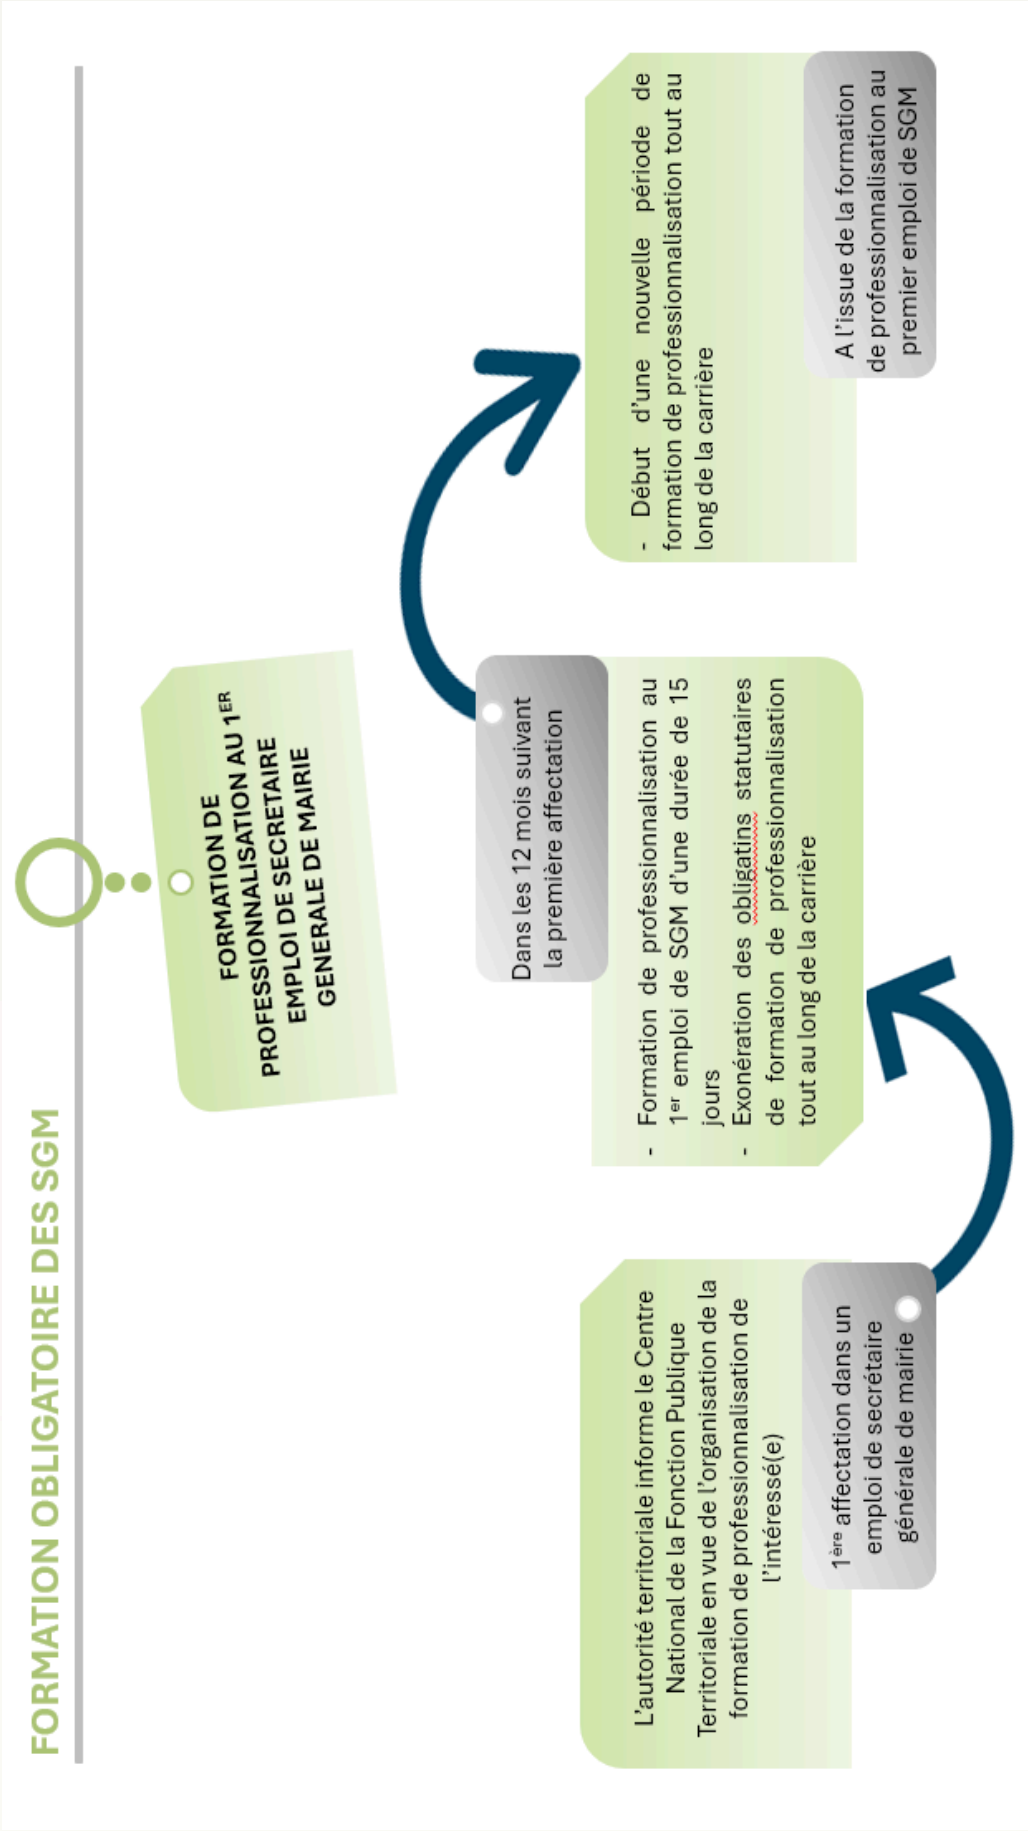 FORMATION OBLIGATOIRE DES SGM
FORMATION DE
PROFESSIONNALISATION AU 1ER
EMPLOI DE SECRETAIRE
GENERALE DE MAIRIE
L'autorité territoriale informe le Centre
National de la Fonction Publique
Territoriale en vue de l'organisation de la
formation de professionnalisation de
l'intéressé(e)
1ère affectation dans un
emploi de secrétaire
générale de mairie
Dans les 12 mois suivant
la première affectation
- Formation de professionnalisation au
1er emploi de SGM d'une durée de 15
jours
- Exonération des obligatins statutaires
de formation de professionnalisation
tout au long de la carrière
- Début d'une nouvelle période de
formation de professionnalisation tout au
long de la carrière
A l'issue de la formation
de professionnalisation au
premier emploi de SGM